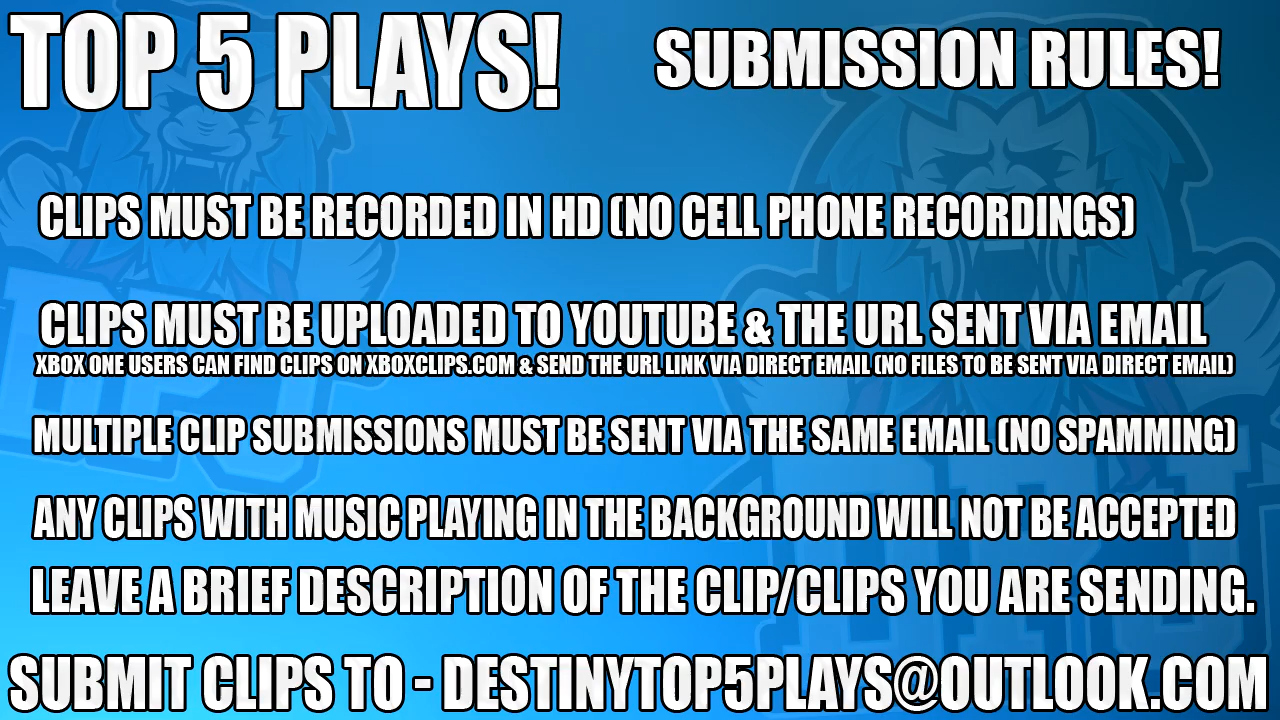 TOP 5 PLAYS!
SUBMISSION RULES!
CLIPS MUST BE RECORDED IN HD (NO CELL PHONE RECORDINGS)
CLIPS MUST BE UPLOADED TO YOUTUBE & THE URL SENT VIA EMAIL
XBOX ONE USERS CAN FIND CLIPS ON XBOXCLIPS.COM & SEND THE URL LINK VIA DIRECT EMAIL (NO FILES TO BE SENT VIA DIRECT EMAIL)
MULTIPLE CLIP SUBMISSIONS MUST BE SENT VIA THE SAME EMAIL (NO SPAMMING)
ANY CLIPS WITH MUSIC PLAYING IN THE BACKGROUND WILL NOT BE ACCEPTED
LEAVE A BRIEF DESCRIPTION OF THE CLIP/CLIPS YOU ARE SENDING.
SUBMIT CLIPS TO - DESTINYTOP5PLAYS@OUTLOOK.COM